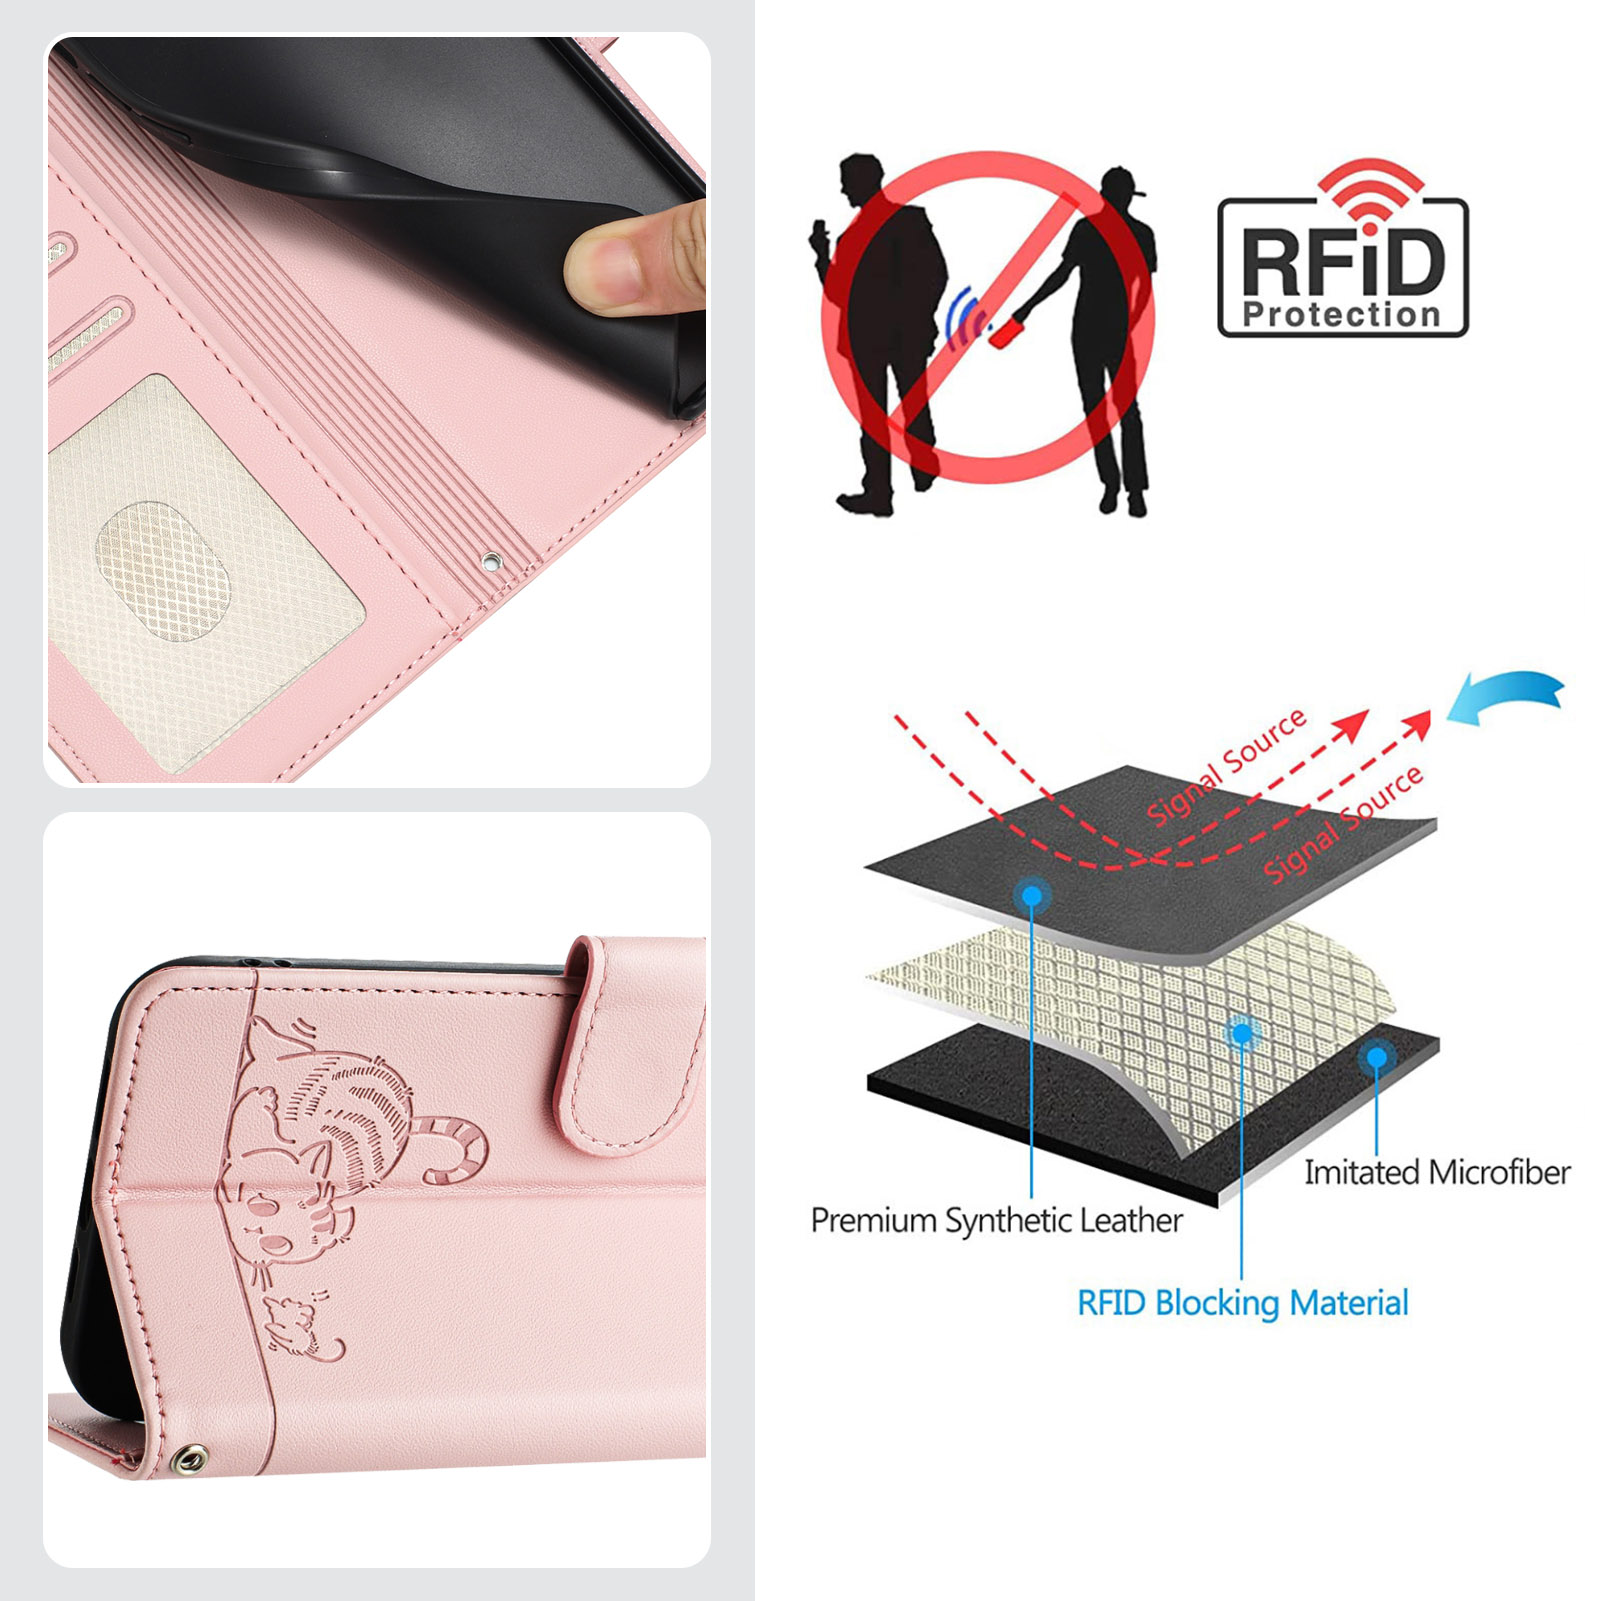 RFiD
Protection
Signal Source
Signal Source
Imitated Microfiber
Premium Synthetic Leather
RFID Blocking Material